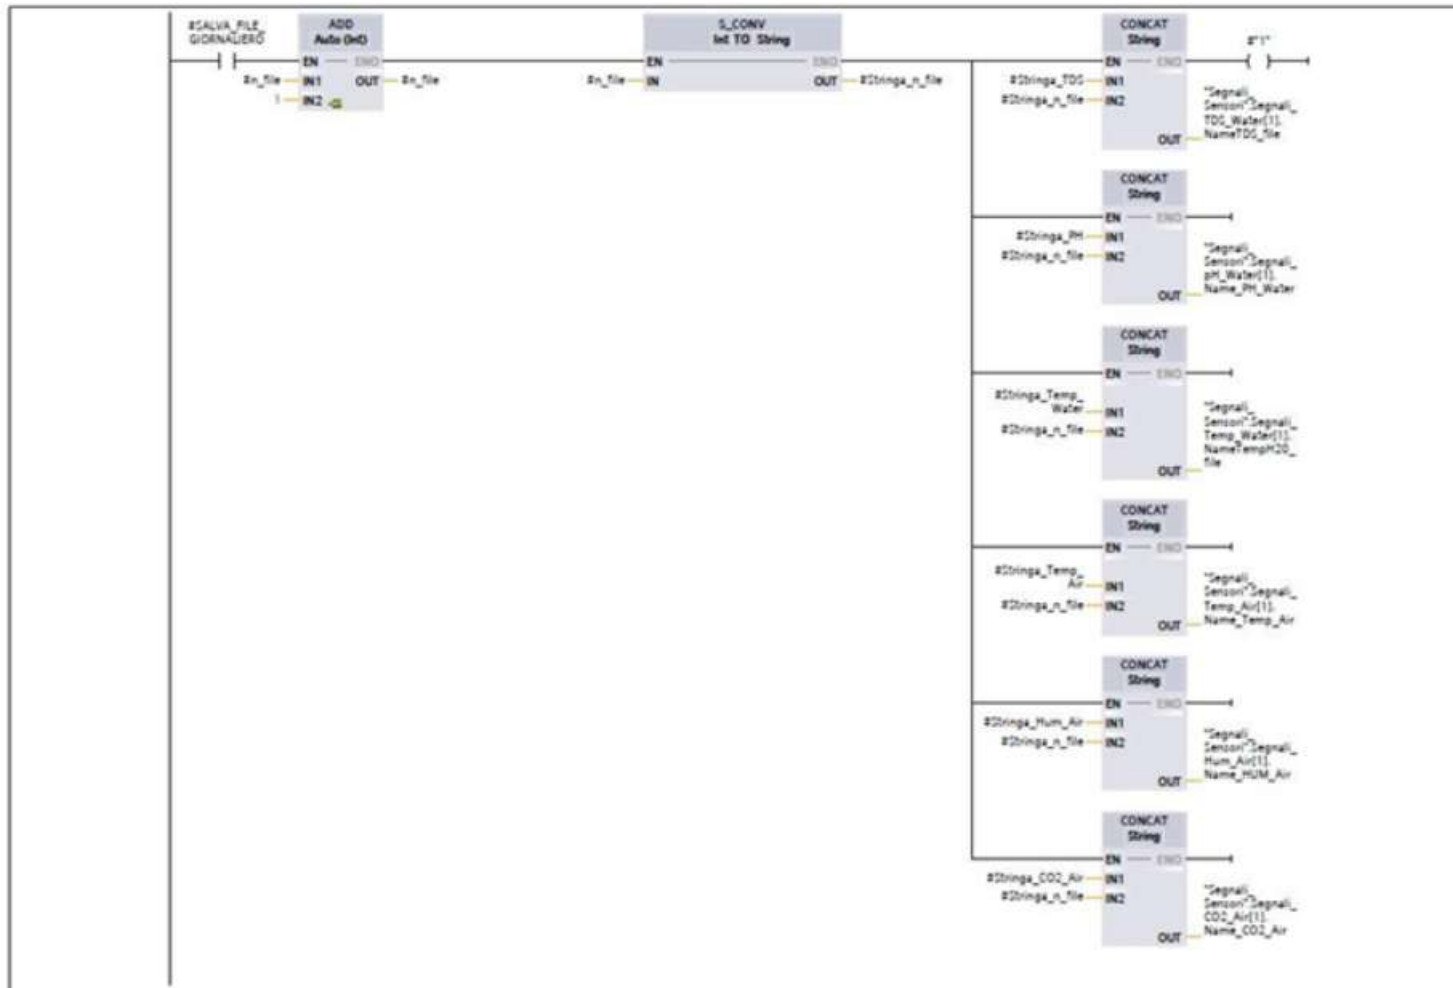 #SALVA_FILE_
GIORNALIERO
ADD
Auto (Int)
EN
ENO
#n_file
IN1
OUT
#n_file
1
IN2
S_CONV
Int TO String
EN
ENO
#n_file
IN
OUT
#Stringa_n_file
CONCAT
String
#"1"
EN
ENO
#Stringa_TDS
IN1
#Stringa_n_file
IN2
OUT
"Segnali_
Sensori".Segnali_
TDS_Water[1].
NameTDS_file
CONCAT
String
EN
ENO
#Stringa_PH
IN1
#Stringa_n_file
IN2
OUT
"Segnali_
Sensori".Segnali_
pH_Water[1].
Name_PH_Water
CONCAT
String
EN
ENO
#Stringa_Temp_
Water
IN1
#Stringa_n_file
IN2
OUT
"Segnali_
Sensori".Segnali_
Temp_Water[1].
NameTempH20_
file
CONCAT
String
EN
ENO
#Stringa_Temp_
Air
IN1
#Stringa_n_file
IN2
OUT
"Segnali_
Sensori".Segnali_
Temp_Air[1].
Name_Temp_Air
CONCAT
String
EN
ENO
#Stringa_Hum_Air
IN1
#Stringa_n_file
IN2
OUT
"Segnali_
Sensori".Segnali_
Hum_Air[1].
Name_HUM_Air
CONCAT
String
EN
ENO
#Stringa_CO2_Air
IN1
#Stringa_n_file
IN2
OUT
"Segnali_
Sensori".Segnali_
CO2_Air[1].
Name_CO2_Air